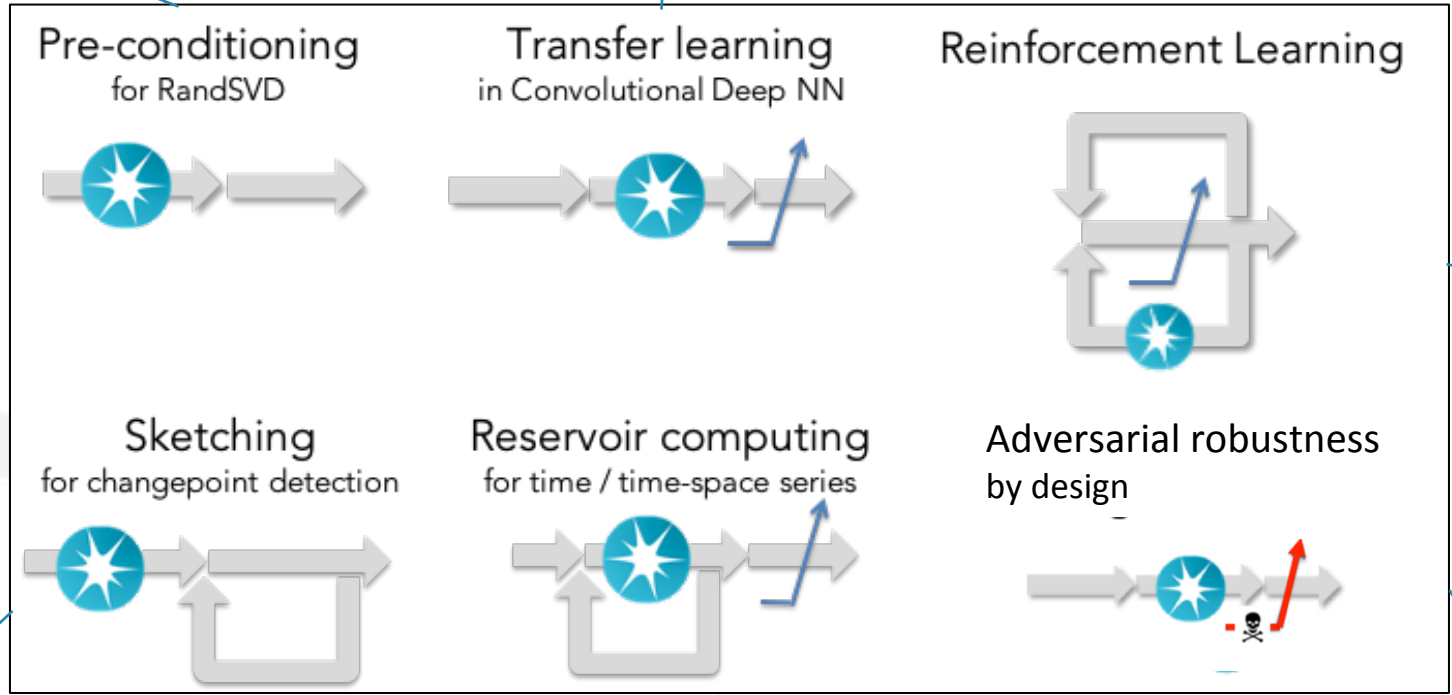 Pre-conditioning
for RandSVD
Transfer learning
in Convolutional Deep NN
Reinforcement Learning
Sketching
for changepoint detection
Reservoir computing
for time / time-space series
Adversarial robustness
by design